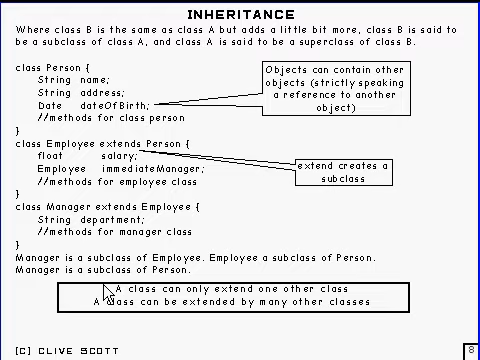 INHERITANCE
Where class B is the same as class A but adds a little bit more, class B is said to
be a subclass of class A, and class A is said to be a superclass of class B.
class Person {
String name;
String address;
Date dateOfBirth;
//methods for class person
}
Objects can contain other
objects (strictly speaking
a reference to another
object)
class Employee extends Person {
float salary;
Employee immediateManager;
//methods for employee class
}
extend creates a
subclass
class Manager extends Employee {
String department;
//methods for manager class
}
Manager is a subclass of Employee. Employee a subclass of Person.
Manager is a subclass of Person.
A class can only extend one other class
A class can be extended by many other classes
[C] CLIVE SCOTT
8